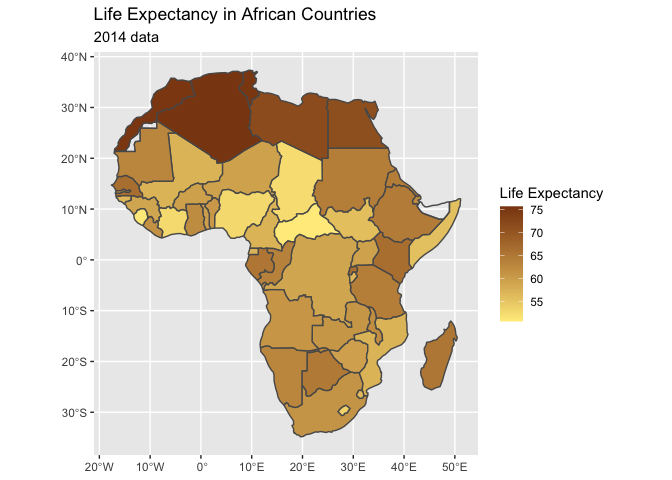 Life Expectancy in African Countries
2014 data
40°N
30°N
20°N
10°N
0°
10°S
20°S
30°S
20°W
10°W
0°
10°E
20°E
30°E
40°E
50°E
Life Expectancy
75
70
65
60
55